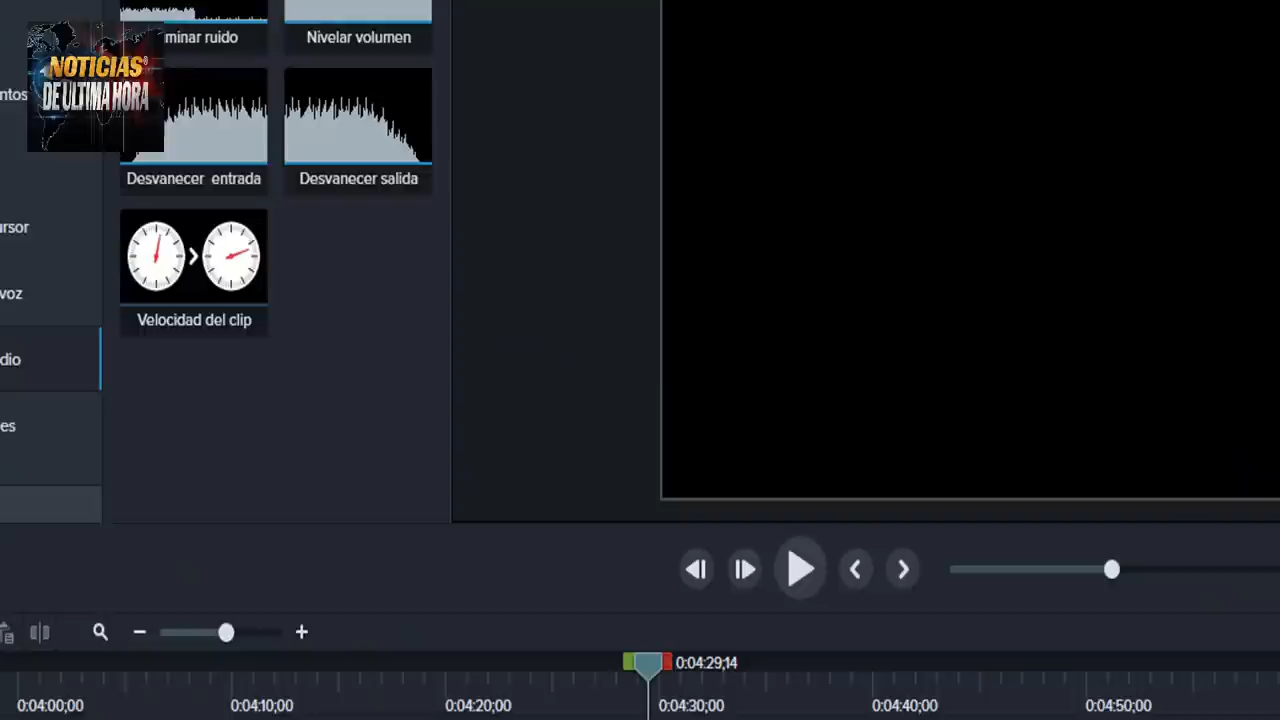 minar ruido
Nivelar volumen
NOTICIAS
DE ULTIMA HORA
ntos
Desvanecer entrada
Desvanecer salida
ursor
voz
Velocidad del clip
dio
es
0:04:29;14
0:04:00;00
0:04:10;00
0:04:20;00
0:04:30;00
0:04:40;00
0:04:50;00